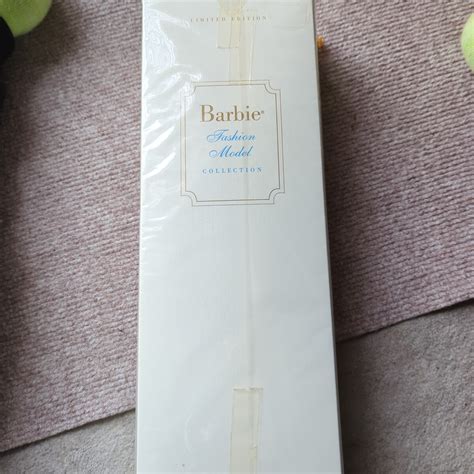 LIMITED EDITION
Barbie®
Fashion
Model
COLLECTION